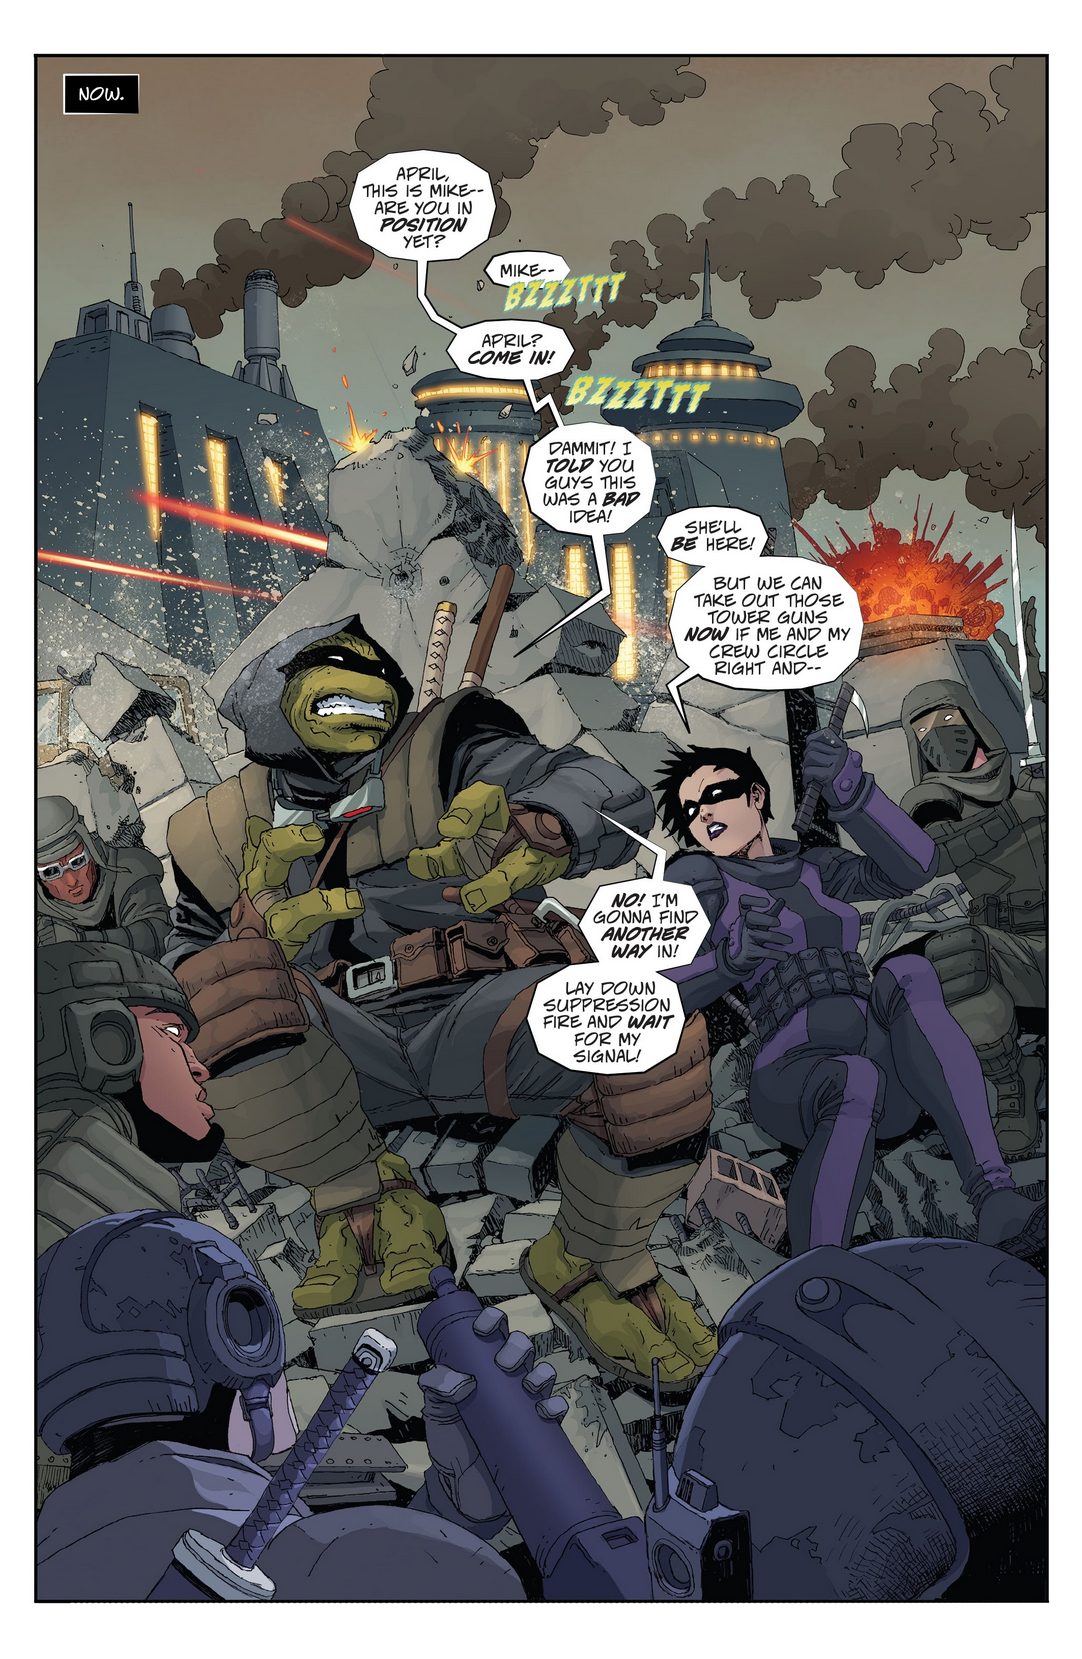 NOW.
APRIL,
THIS IS MIKE--
ARE YOU IN
POSITION
YET?
MIKE--
BZZZTTT
APRIL?
COME IN!
BZZZTTT
DAMMIT! I
TOLD YOU
GUYS THIS
WAS A BAD
IDEA!
SHE'LL
BE HERE!
BUT WE CAN
TAKE OUT THOSE
TOWER GUNS
NOW IF ME AND MY
CREW CIRCLE
RIGHT AND--
NO! I'M
GONNA FIND
ANOTHER
WAY IN!
LAY DOWN
SUPPRESSION
FIRE AND WAIT
FOR MY
SIGNAL!